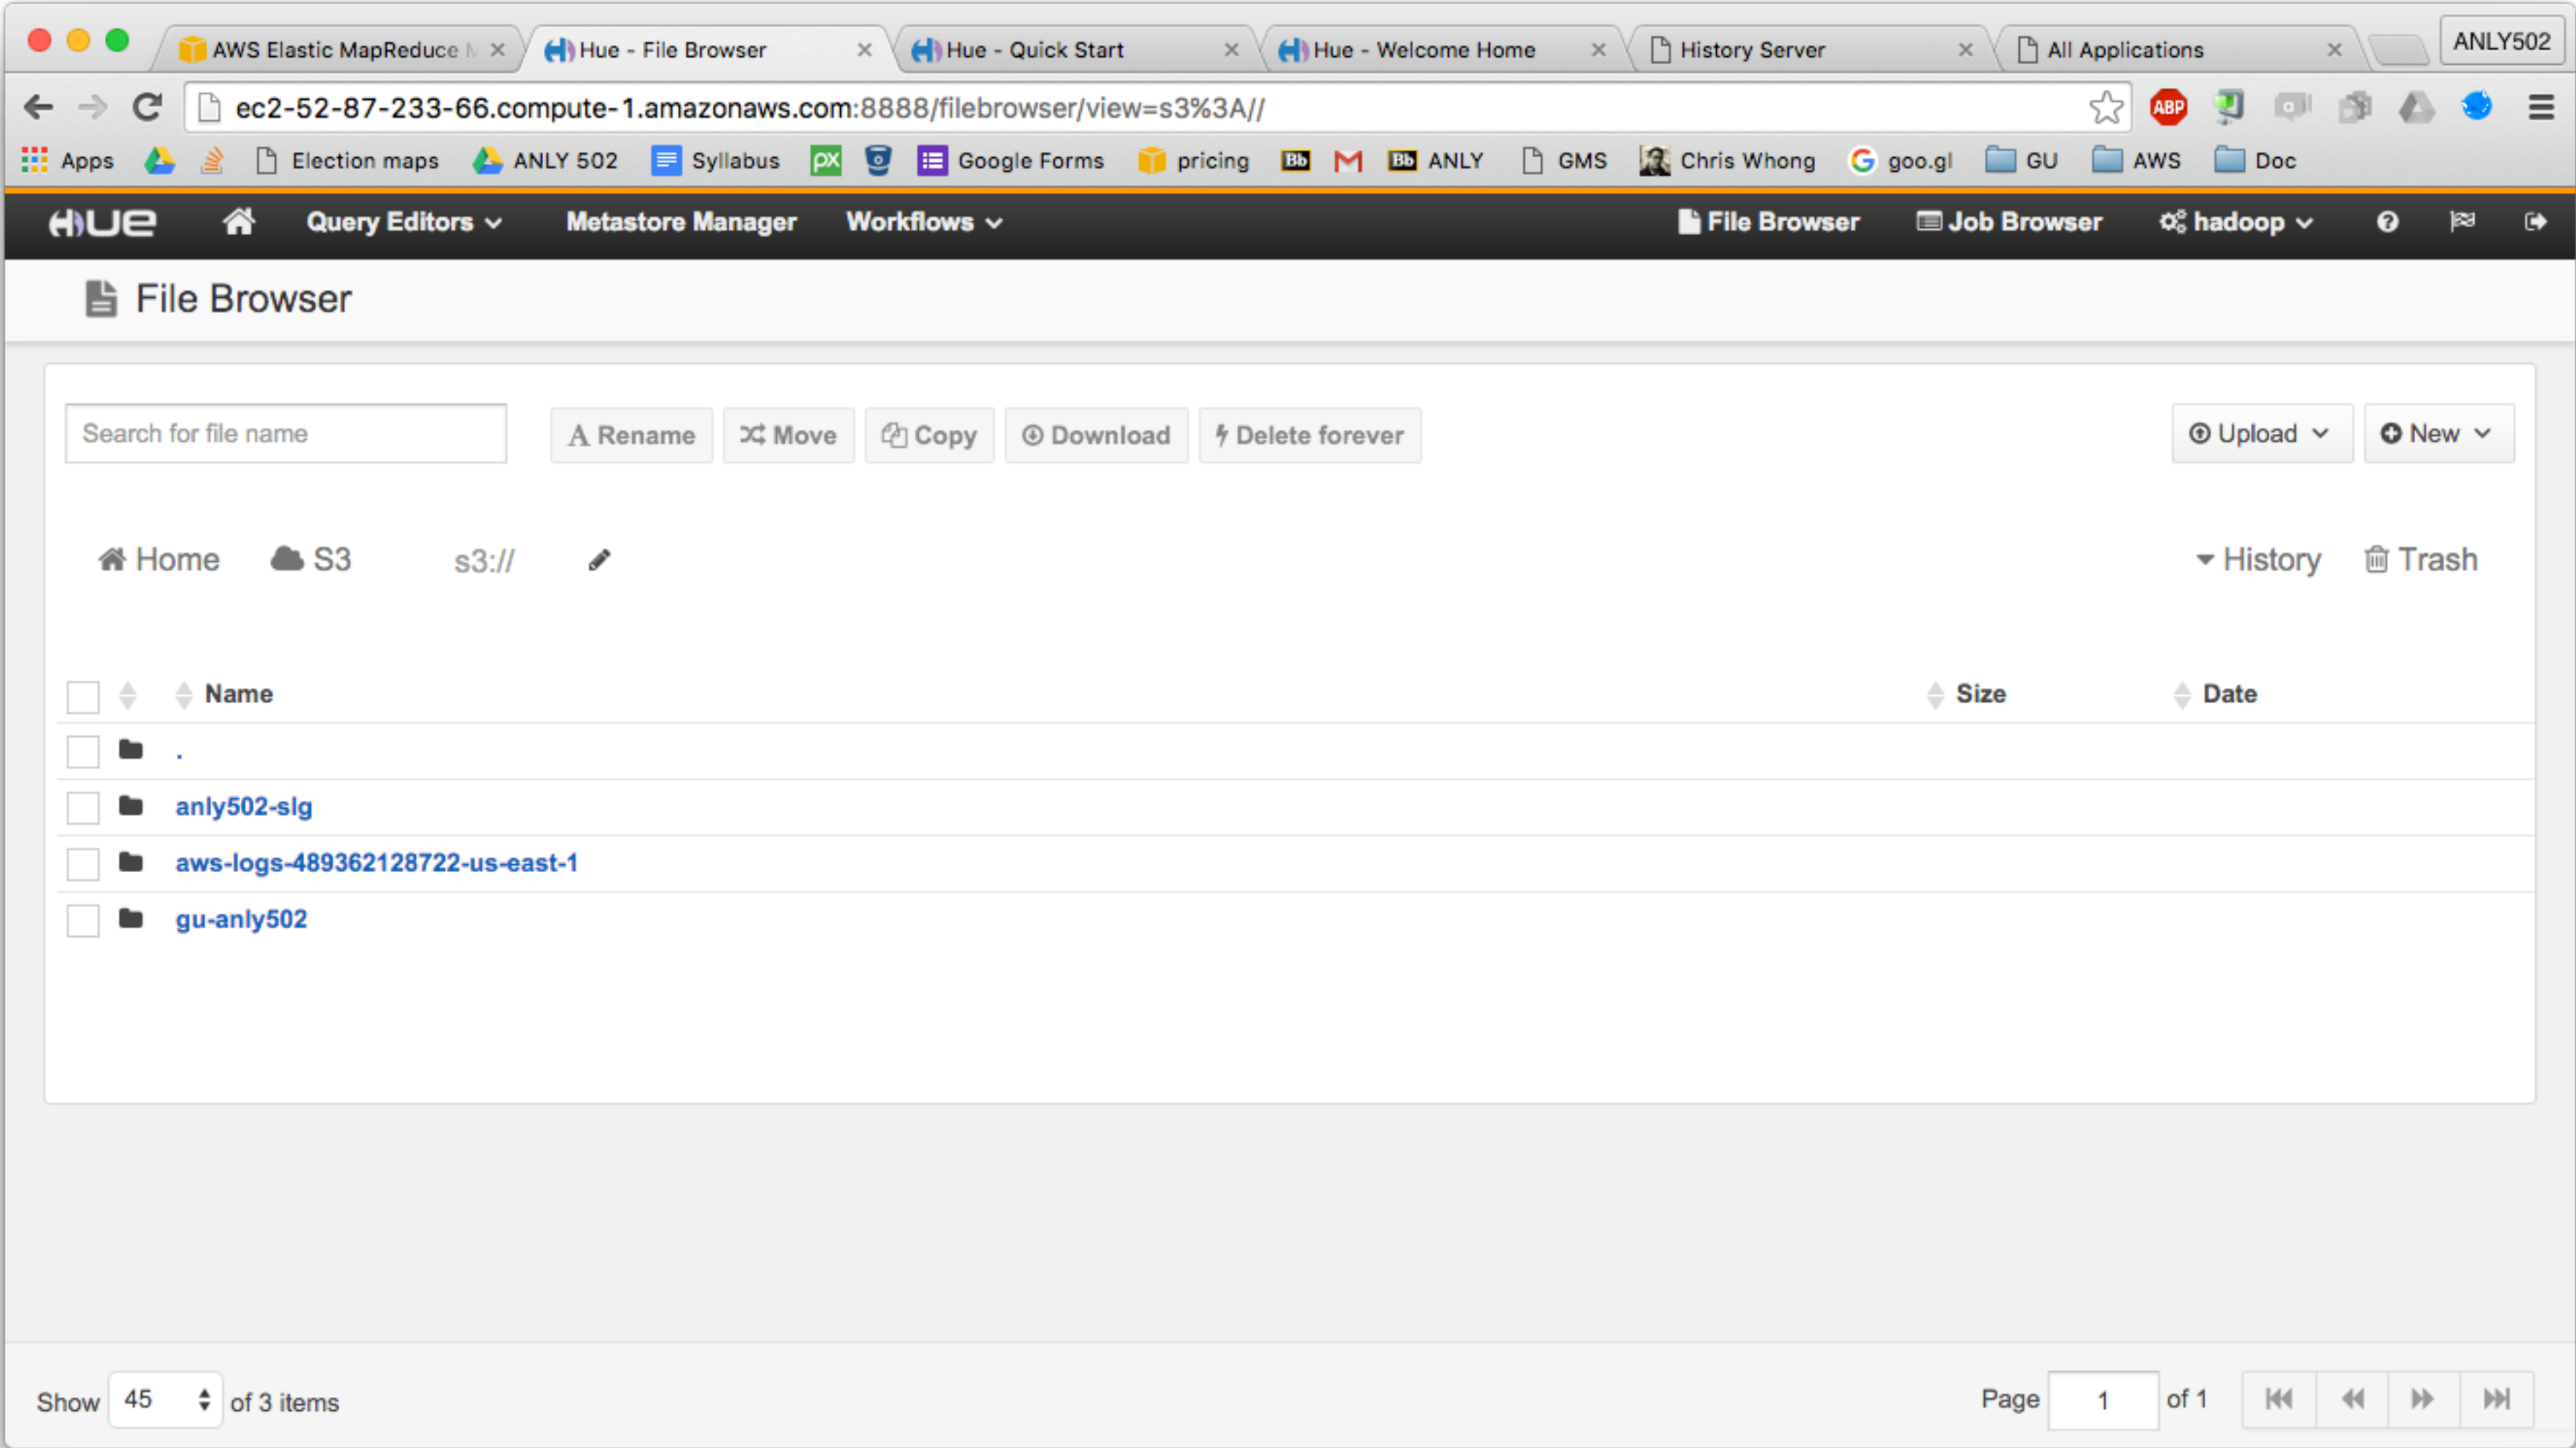 AWS Elastic MapReduce Hue - File Browser Hue - Quick Start Hue - Welcome Home History Server All Applications ANLY502
ec2-52-87-233-66.compute-1.amazonaws.com:8888/filebrowser/view=s3%3A// ABP
Apps Election maps ANLY 502 Syllabus px Google Forms pricing Bb Bb ANLY GMS Chris Whong G goo.gl GU AWS Doc
HUE Query Editors Metastore Manager Workflows File Browser Job Browser hadoop ?
File Browser
Search for file name A Rename Move Copy Download Delete forever Upload New
Home S3 s3:// History Trash
Name Size Date
.
anly502-slg
aws-logs-489362128722-us-east-1
gu-anly502
Show 45 of 3 items Page 1 of 1